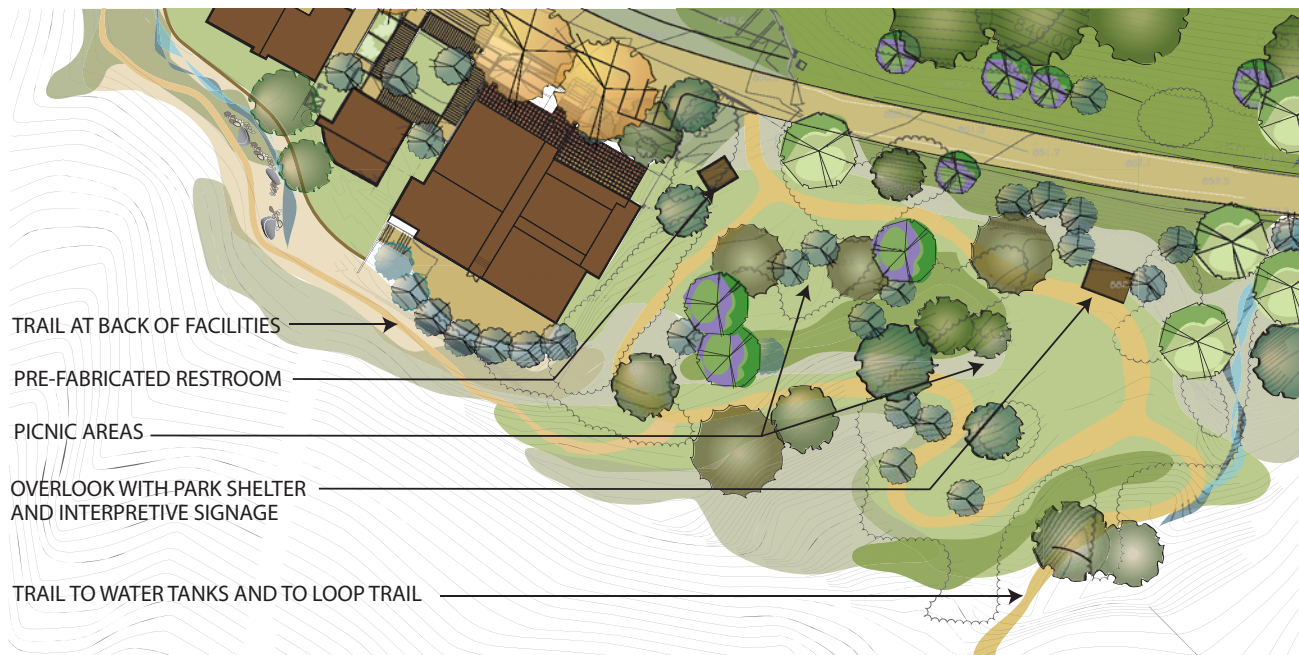 TRAIL AT BACK OF FACILITIES
PRE-FABRICATED RESTROOM
PICNIC AREAS
OVERLOOK WITH PARK SHELTER
AND INTERPRETIVE SIGNAGE
TRAIL TO WATER TANKS AND TO LOOP TRAIL